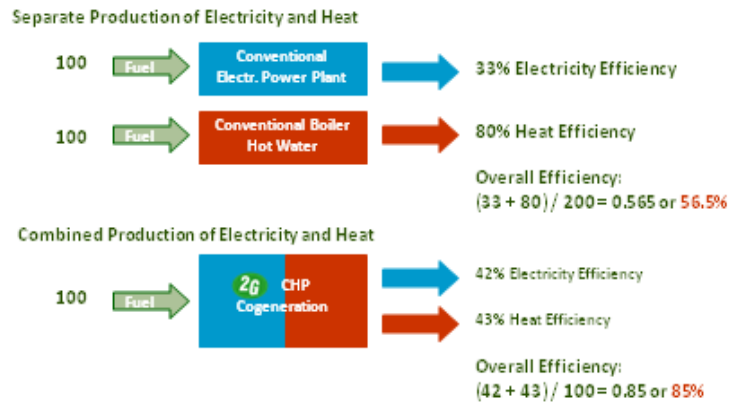 Separate Production of Electricity and Heat
100
Fuel
Conventional
Electr. Power Plant
33% Electricity Efficiency
100
Fuel
Conventional Boiler
Hot Water
80% Heat Efficiency
Overall Efficiency:
(33 + 80) / 200 = 0.565 or 56.5%
Combined Production of Electricity and Heat
100
Fuel
2G CHP
Cogeneration
42% Electricity Efficiency
43% Heat Efficiency
Overall Efficiency:
(42 + 43) / 100 = 0.85 or 85%